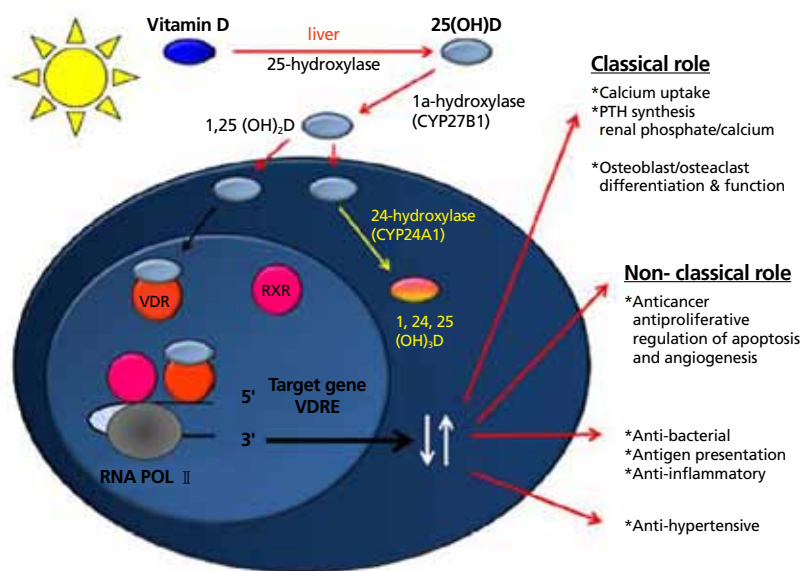 Vitamin D
liver
25-hydroxylase
25(OH)D
1a-hydroxylase
(CYP27B1)
1,25 (OH)₂D
24-hydroxylase
(CYP24A1)
VDR
RXR
1, 24, 25
(OH)₃D
5'
Target gene
VDRE
3'
RNA POL Ⅱ
Classical role
*Calcium uptake
*PTH synthesis
renal phosphate/calcium
*Osteoblast/osteaclast
differentiation & function
Non- classical role
*Anticancer
antiproliferative
regulation of apoptosis
and angiogenesis
*Anti-bacterial
*Antigen presentation
*Anti-inflammatory
*Anti-hypertensive